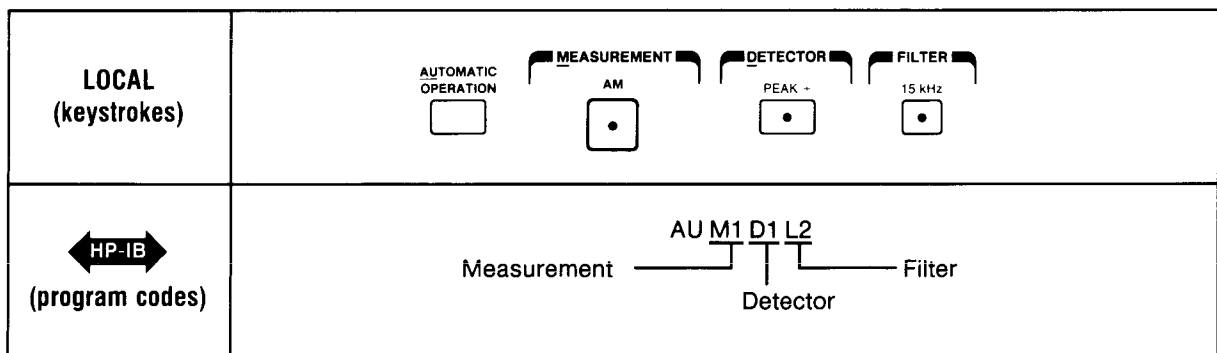 LOCAL
(keystrokes)
AUTOMATIC
OPERATION
MEASUREMENT
AM
DETECTOR
PEAK +
FILTER
15 kHz
HP-IB
(program codes)
AU M1 D1 L2
Measurement
Filter
Detector